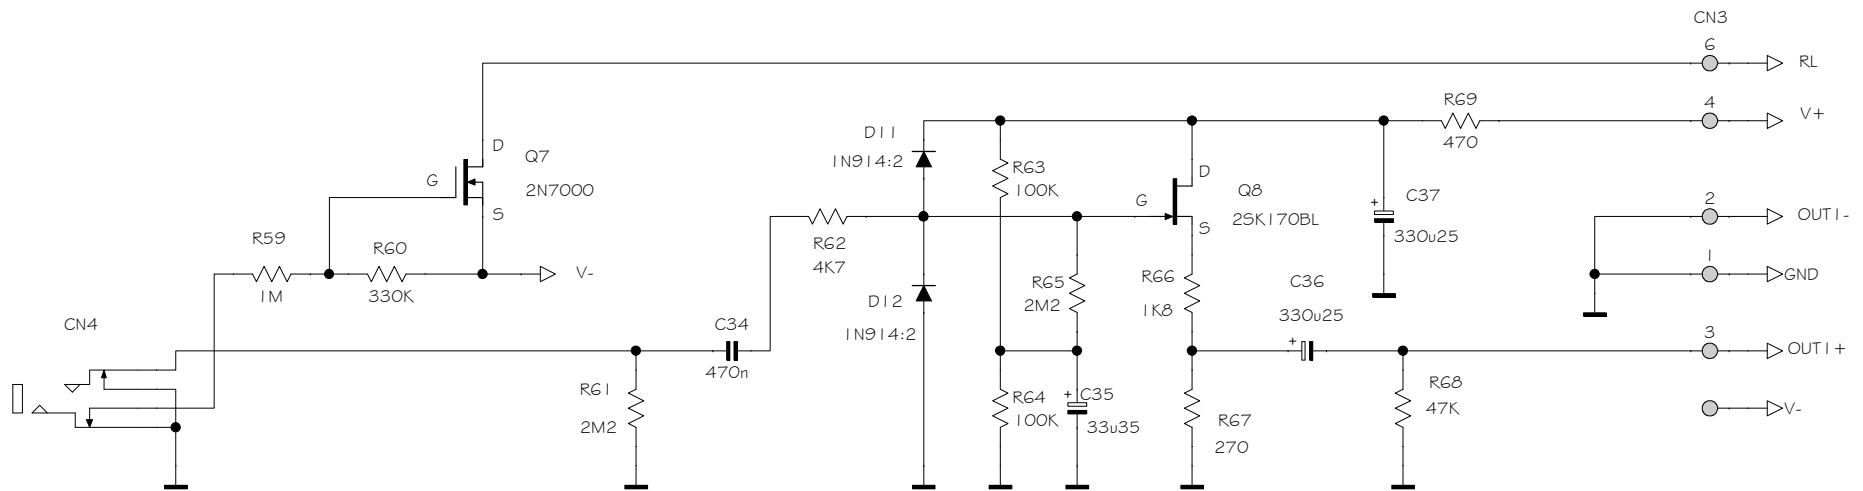 CN3
6
RL
R69
4
V+
470
D11
1N914:2
D
Q7
G
2N7000
S
R63
100K
D
G
Q8
2SK170BL
S
C37
+
330u25
2
OUT1-
R59
1M
R60
330K
V-
R62
4K7
R65
2M2
R66
1K8
1
GND
D12
1N914:2
C36
330u25
+
CN4
C34
470n
3
OUT1+
R61
2M2
R64
100K
+
C35
33u35
R67
270
R68
47K
V-